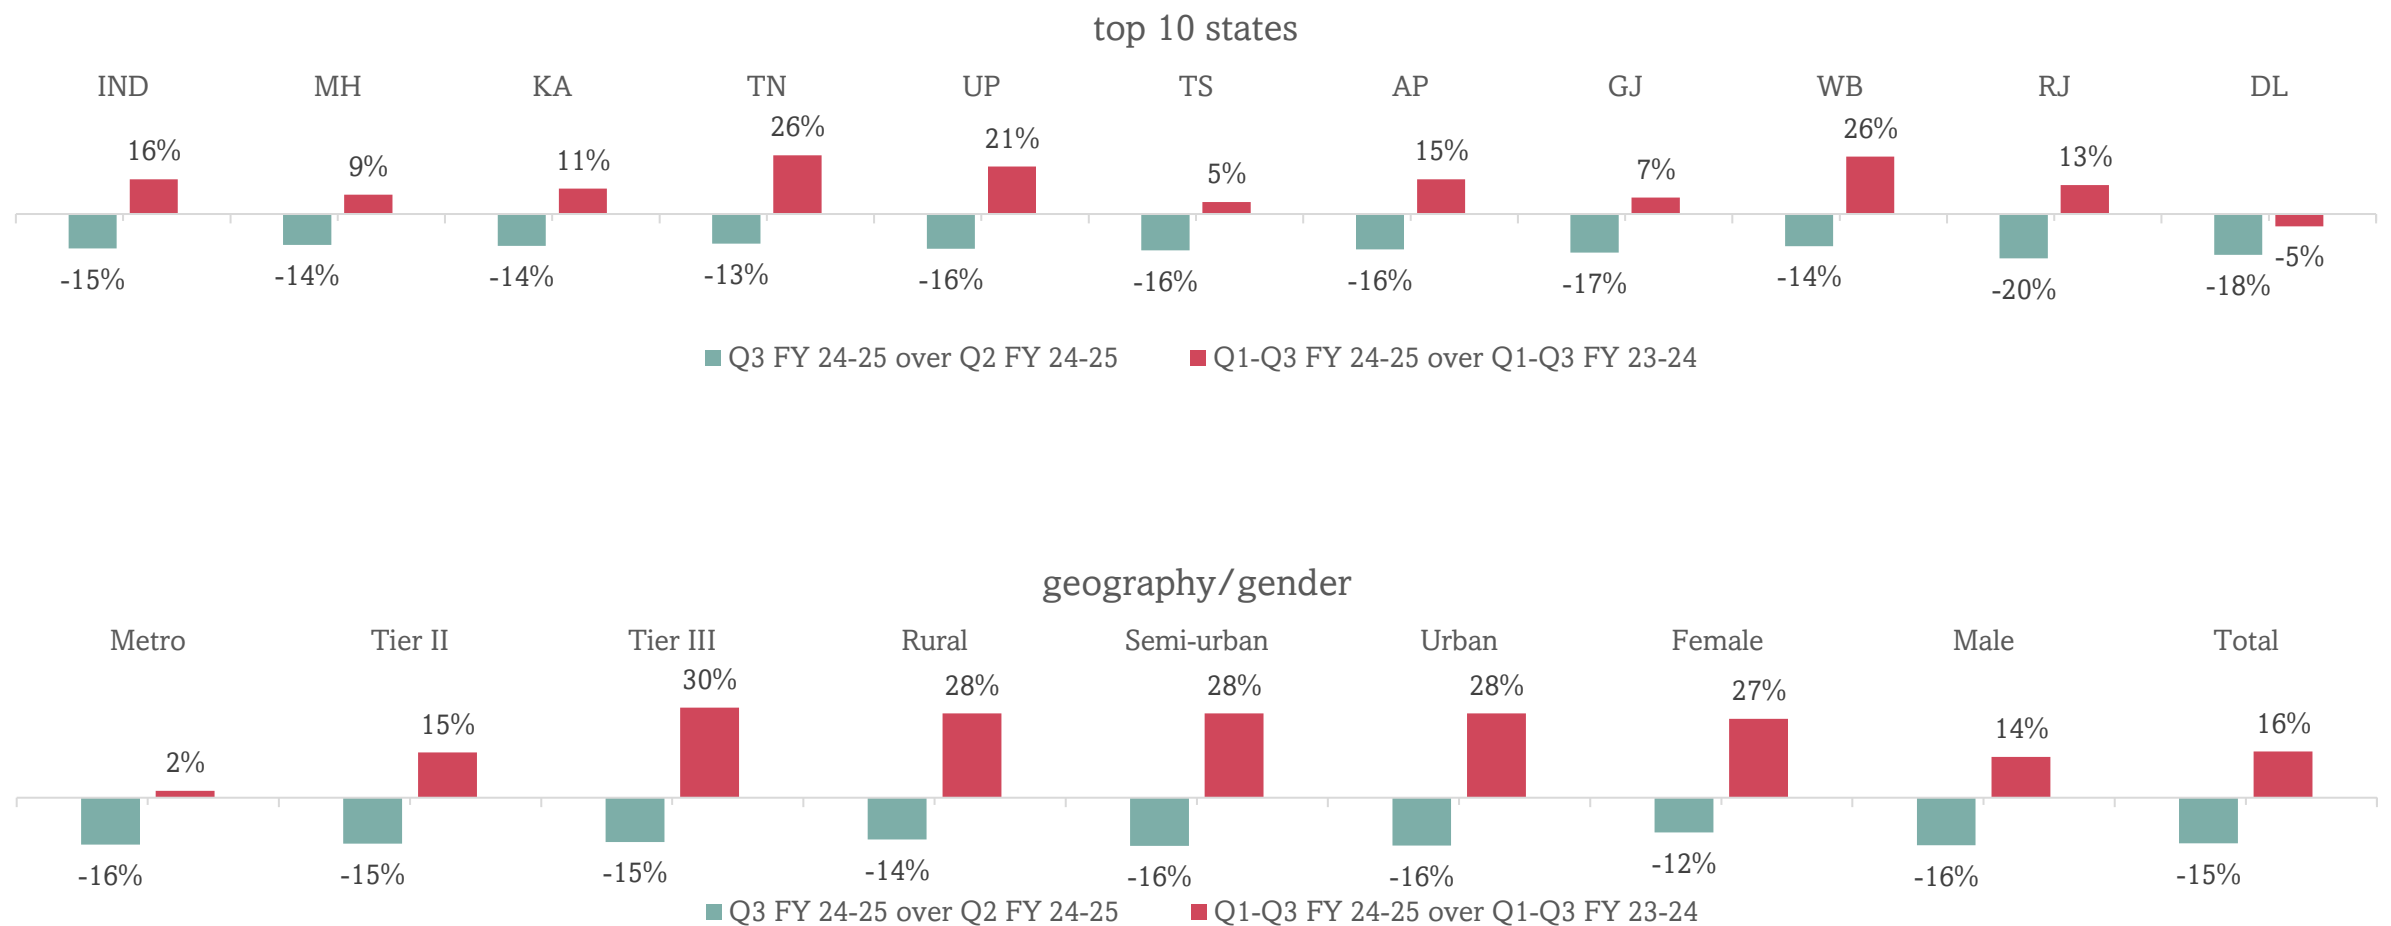 top 10 states
IND MH KA TN UP TS AP GJ WB RJ DL
16% 9% 11% 26% 21% 5% 15% 7% 26% 13% -5%
-15% -14% -14% -13% -16% -16% -16% -17% -14% -20% -18%
Q3 FY 24-25 over Q2 FY 24-25 Q1-Q3 FY 24-25 over Q1-Q3 FY 23-24
geography/gender
Metro Tier II Tier III Rural Semi-urban Urban Female Male Total
2% 15% 30% 28% 28% 28% 27% 14% 16%
-16% -15% -15% -14% -16% -16% -12% -16% -15%
Q3 FY 24-25 over Q2 FY 24-25 Q1-Q3 FY 24-25 over Q1-Q3 FY 23-24